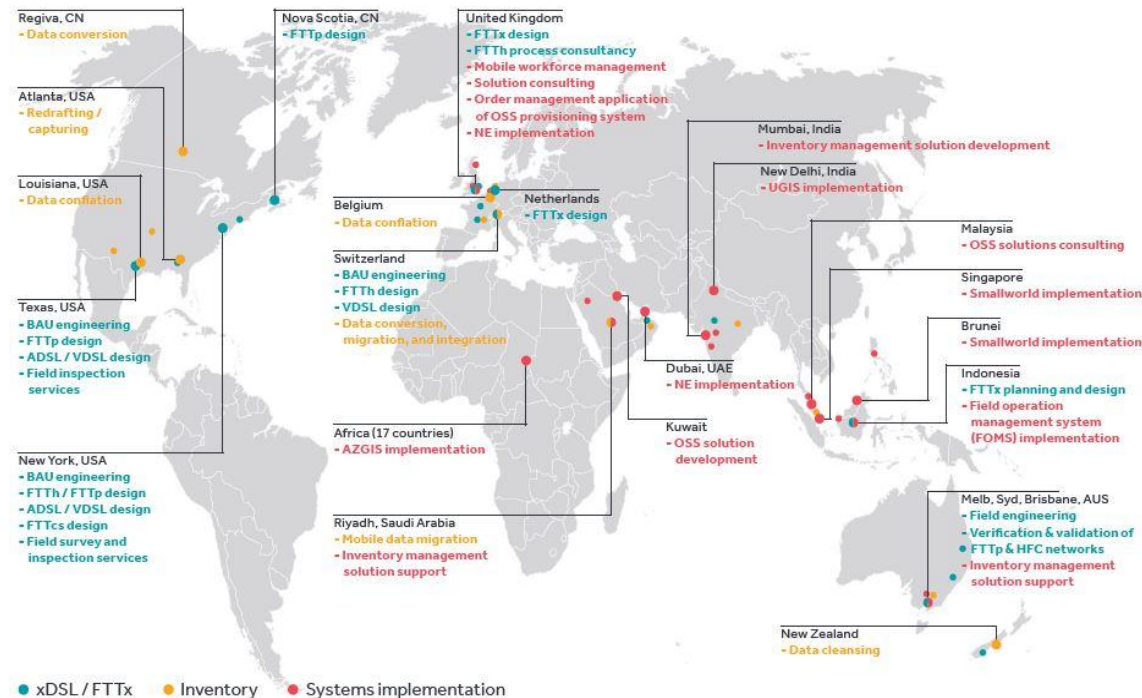 Regiva, CN
- Data conversion
Nova Scotia, CN
- FTTp design
United Kingdom
- FTTx design
- FTTh process consultancy
- Mobile workforce management
- Solution consulting
- Order management application
of OSS provisioning system
- NE implementation
Atlanta, USA
- Redrafting /
capturing
Mumbai, India
- Inventory management solution development
New Delhi, India
- UGIS implementation
Louisiana, USA
- Data conflation
Belgium
- Data conflation
Netherlands
- FTTx design
Malaysia
- OSS solutions consulting
Switzerland
- BAU engineering
- FTTh design
- VDSL design
- Data conversion,
migration, and integration
Singapore
- Smallworld implementation
Texas, USA
- BAU engineering
- FTTp design
- ADSL / VDSL design
- Field inspection
services
Brunei
- Smallworld implementation
Dubai, UAE
- NE implementation
Indonesia
- FTTx planning and design
- Field operation
management system
(FOMS) implementation
Africa (17 countries)
- AZGIS implementation
Kuwait
- OSS solution
development
New York, USA
- BAU engineering
- FTTh / FTTp design
- ADSL / VDSL design
- FTTcs design
- Field survey and
inspection services
Riyadh, Saudi Arabia
- Mobile data migration
- Inventory management
solution support
Melb, Syd, Brisbane, AUS
- Field engineering
- Verification & validation of
FTTp & HFC networks
- Inventory management
solution support
New Zealand
- Data cleansing
xDSL / FTTx
Inventory
Systems implementation